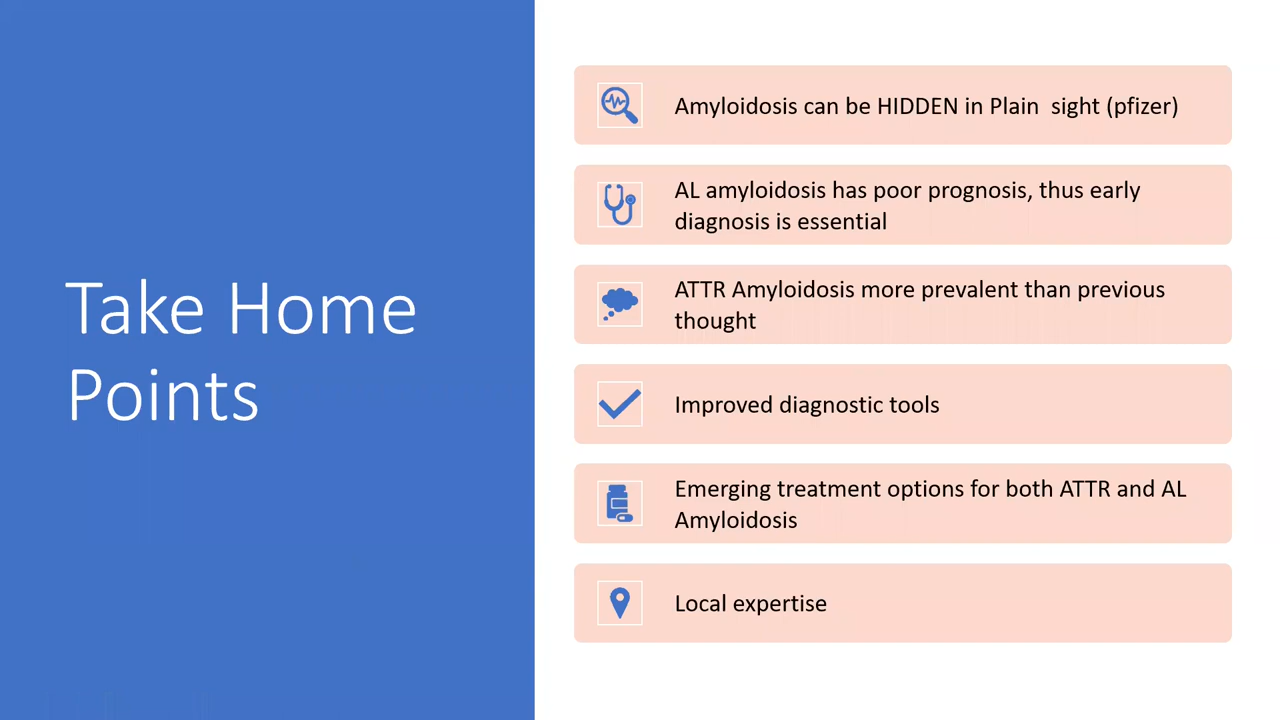 Take Home
Points
Amyloidosis can be HIDDEN in Plain  sight (pfizer)
AL amyloidosis has poor prognosis, thus early
diagnosis is essential
ATTR Amyloidosis more prevalent than previous
thought
Improved diagnostic tools
Emerging treatment options for both ATTR and AL
Amyloidosis
Local expertise